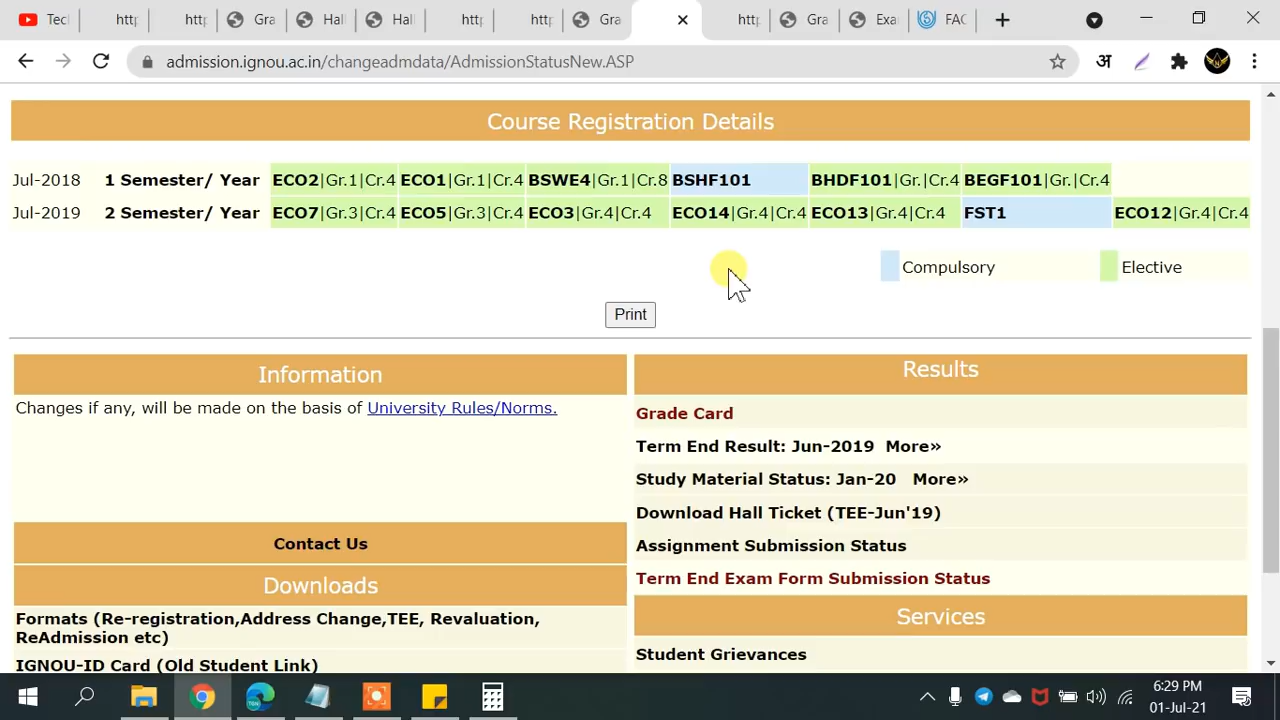 Tecl http http Gra Hall Hall http http Gra http Gra Exa FAC
admission.ignou.ac.in/changeadmdata/AdmissionStatusNew.ASP अ
Course Registration Details
Jul-2018 1 Semester/ Year ECO2|Gr.1|Cr.4 ECO1|Gr.1|Cr.4 BSWE4|Gr.1|Cr.8 BSHF101 BHDF101|Gr.|Cr.4 BEGF101|Gr.|Cr.4
Jul-2019 2 Semester/ Year ECO7|Gr.3|Cr.4 ECO5|Gr.3|Cr.4 ECO3|Gr.4|Cr.4 ECO14|Gr.4|Cr.4 ECO13|Gr.4|Cr.4 FST1 ECO12|Gr.4|Cr.4
Compulsory Elective
Print
Information
Changes if any, will be made on the basis of University Rules/Norms.
Contact Us
Downloads
Formats (Re-registration,Address Change,TEE, Revaluation,
ReAdmission etc)
IGNOU-ID Card (Old Student Link)
Results
Grade Card
Term End Result: Jun-2019 More»
Study Material Status: Jan-20 More»
Download Hall Ticket (TEE-Jun'19)
Assignment Submission Status
Term End Exam Form Submission Status
Services
Student Grievances
6:29 PM
01-Jul-21